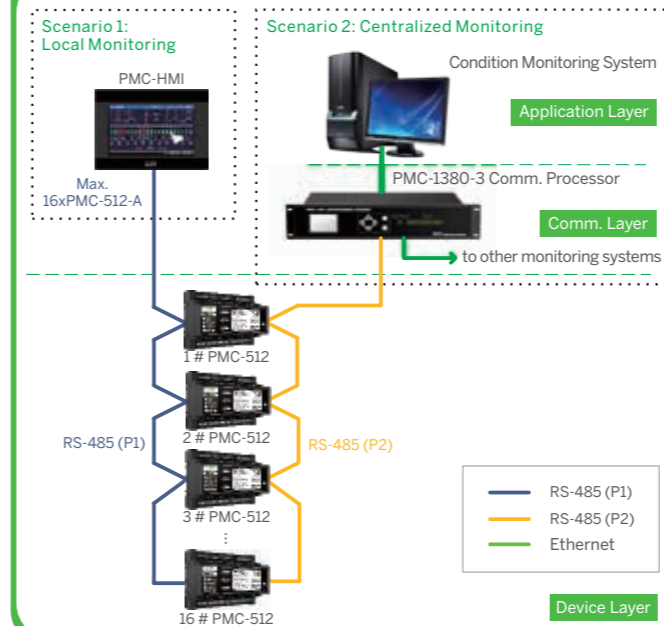 Scenario 1:
Local Monitoring
PMC-HMI
Max.
16xPMC-512-A
Scenario 2: Centralized Monitoring
Condition Monitoring System
Application Layer
PMC-1380-3 Comm. Processor
Comm. Layer
to other monitoring systems
1 # PMC-512
2 # PMC-512
RS-485 (P1)
RS-485 (P2)
3 # PMC-512
⋮
16 # PMC-512
RS-485 (P1)
RS-485 (P2)
Ethernet
Device Layer